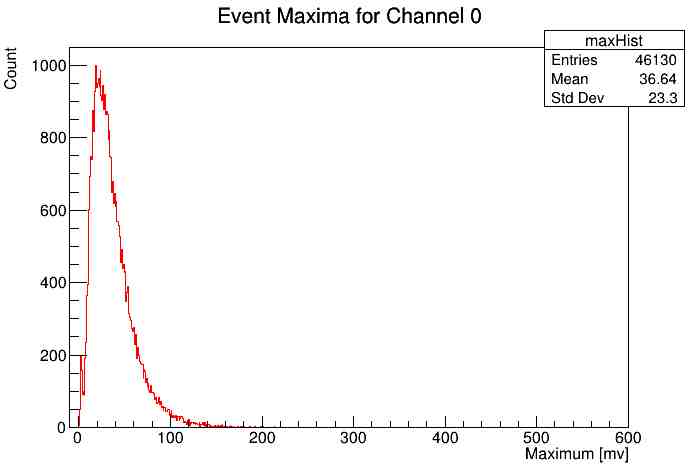 Event Maxima for Channel 0
maxHist
Entries 46130
Mean 36.64
Std Dev 23.3
Count
1000
800
600
400
200
0
0 100 200 300 400 500 600
Maximum [mv]